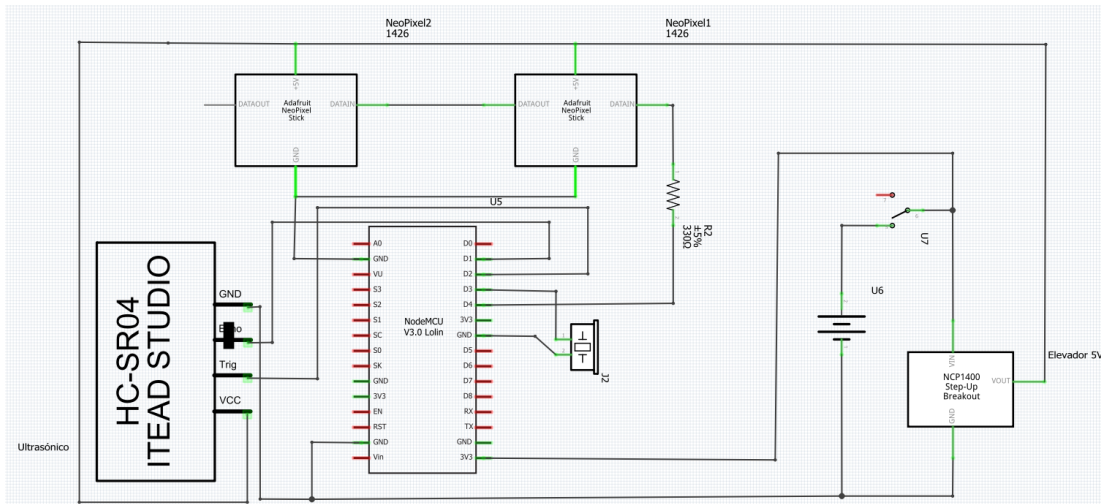 NeoPixel2
1426
NeoPixel1
1426
+5V
DATAOUT
Adafruit
NeoPixel
Stick
DATAIN
GND
+5V
DATAOUT
Adafruit
NeoPixel
Stick
DATAIN
GND
R2
±5%
330Ω
U5
NodeMCU
V3.0 Lolin
A0
GND
VU
S3
S2
S1
SC
S0
SK
GND
3V3
EN
RST
GND
Vin
D0
D1
D2
D3
D4
3V3
GND
D5
D6
D7
D8
RX
TX
GND
3V3
J2
HC-SR04
ITEAD STUDIO
GND
Trig
VCC
Ultrasónico
U7
U6
VIN
NCP1400
Step-Up
Breakout
VOUT
GND
Elevador 5V